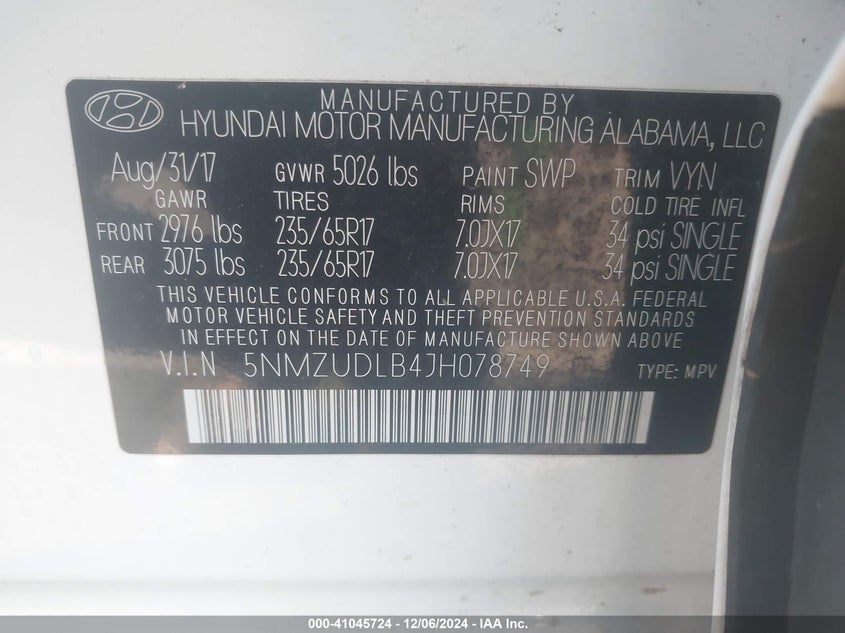 MANUFACTURED BY
HYUNDAI MOTOR MANUFACTURING ALABAMA, LLC
Aug/31/17 GVWR 5026 lbs PAINT SWP TRIM VYN
GAWR TIRES RIMS COLD TIRE INFL
FRONT 2976 lbs 235/65R17 7.0JX17 34 psi SINGLE
REAR 3075 lbs 235/65R17 7.0JX17 34 psi SINGLE
THIS VEHICLE CONFORMS TO ALL APPLICABLE U.S.A. FEDERAL
MOTOR VEHICLE SAFETY AND THEFT PREVENTION STANDARDS
IN EFFECT ON THE DATE OF MANUFACTURE SHOWN ABOVE
V.I.N 5NMZUDLB4JH078749 TYPE: MPV
000-41045724 - 12/06/2024 - IAA Inc.